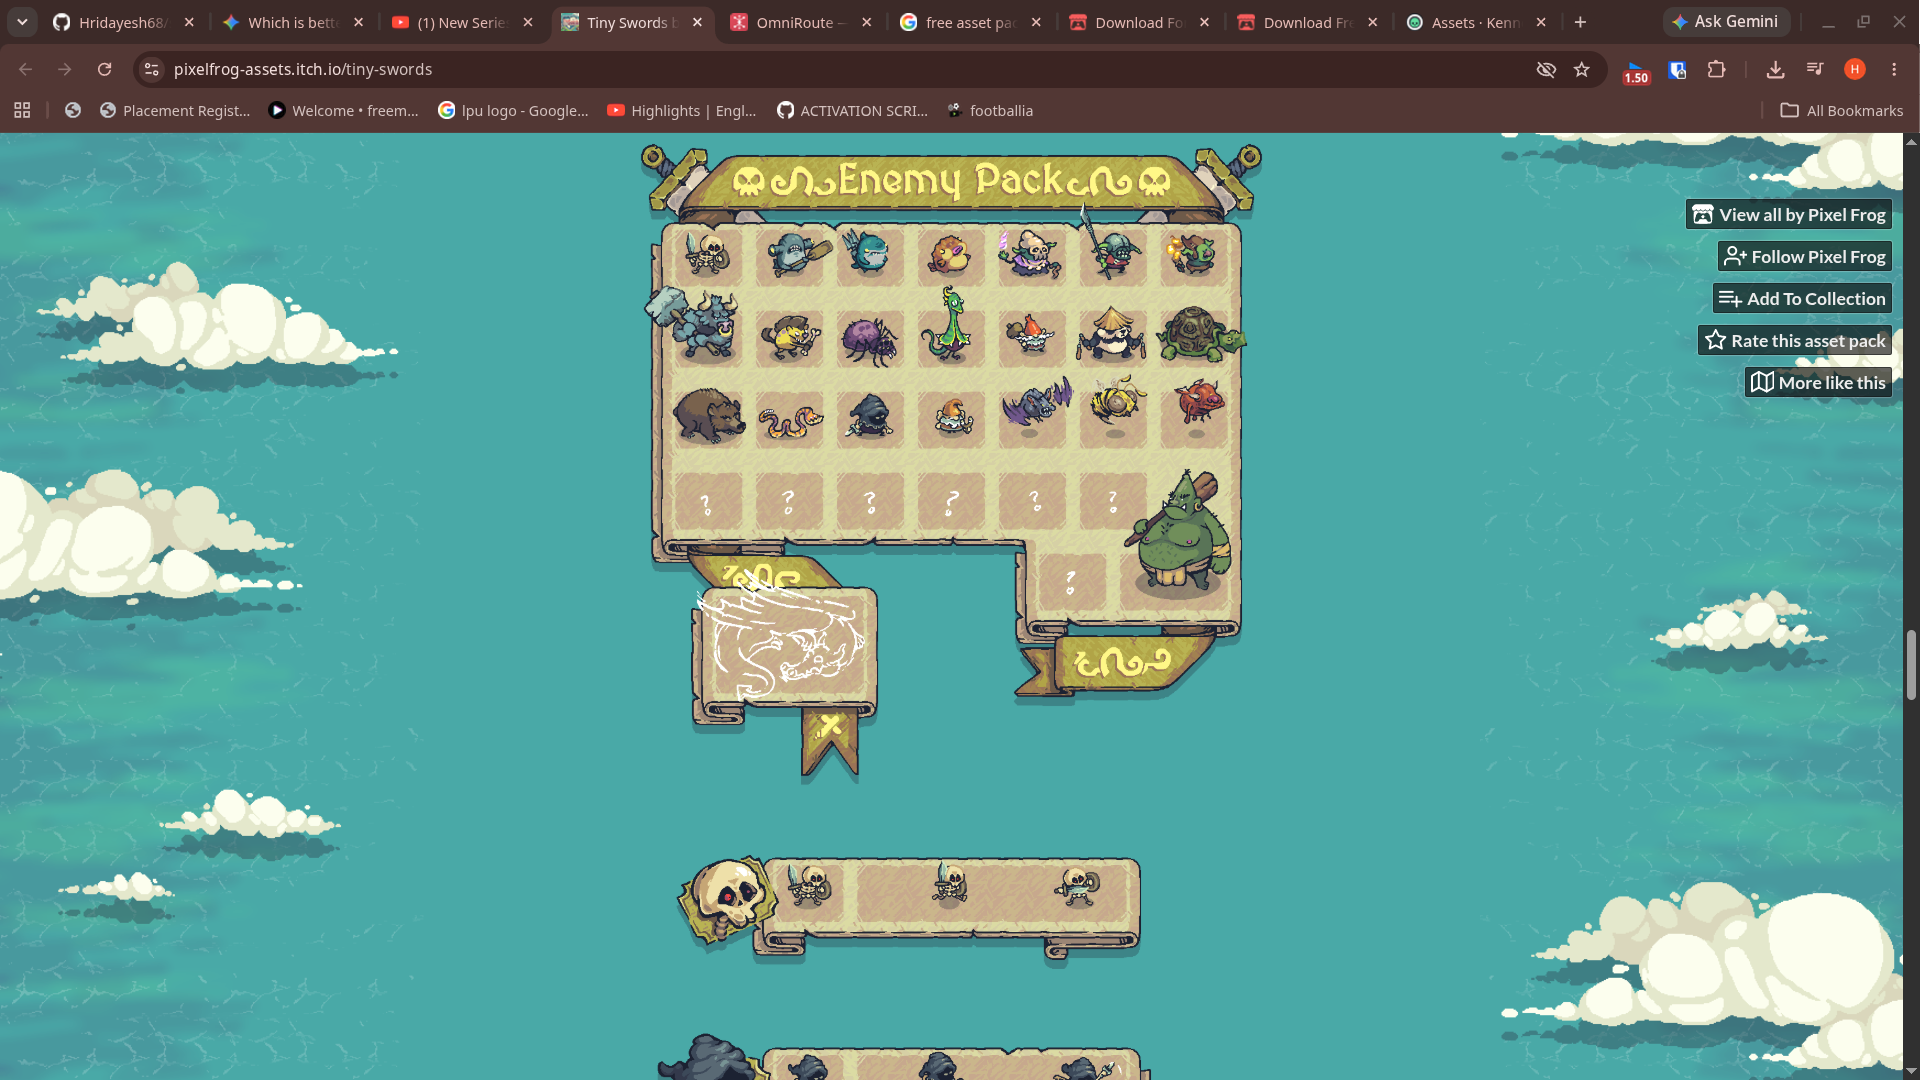 Hridayesh68/
Which is bette
(1) New Serie
Tiny Swords b
OmniRoute —
free asset pac
Download Fo
Download Fre
Assets · Kenn
Ask Gemini
pixelfrog-assets.itch.io/tiny-swords
1.50
H
Placement Regist...
Welcome • freem...
lpu logo - Google...
Highlights | Engl...
ACTIVATION SCRI...
footballia
All Bookmarks
Enemy Pack
View all by Pixel Frog
Follow Pixel Frog
Add To Collection
Rate this asset pack
More like this
? ? ? ? ? ?
?